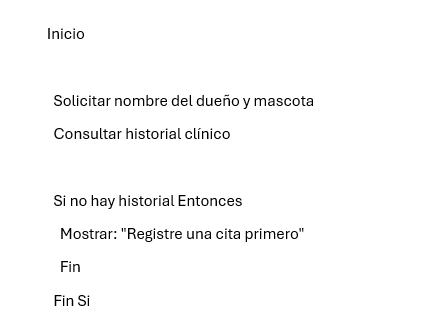 Inicio
Solicitar nombre del dueño y mascota
Consultar historial clínico
Si no hay historial Entonces
Mostrar: "Registre una cita primero"
Fin
Fin Si